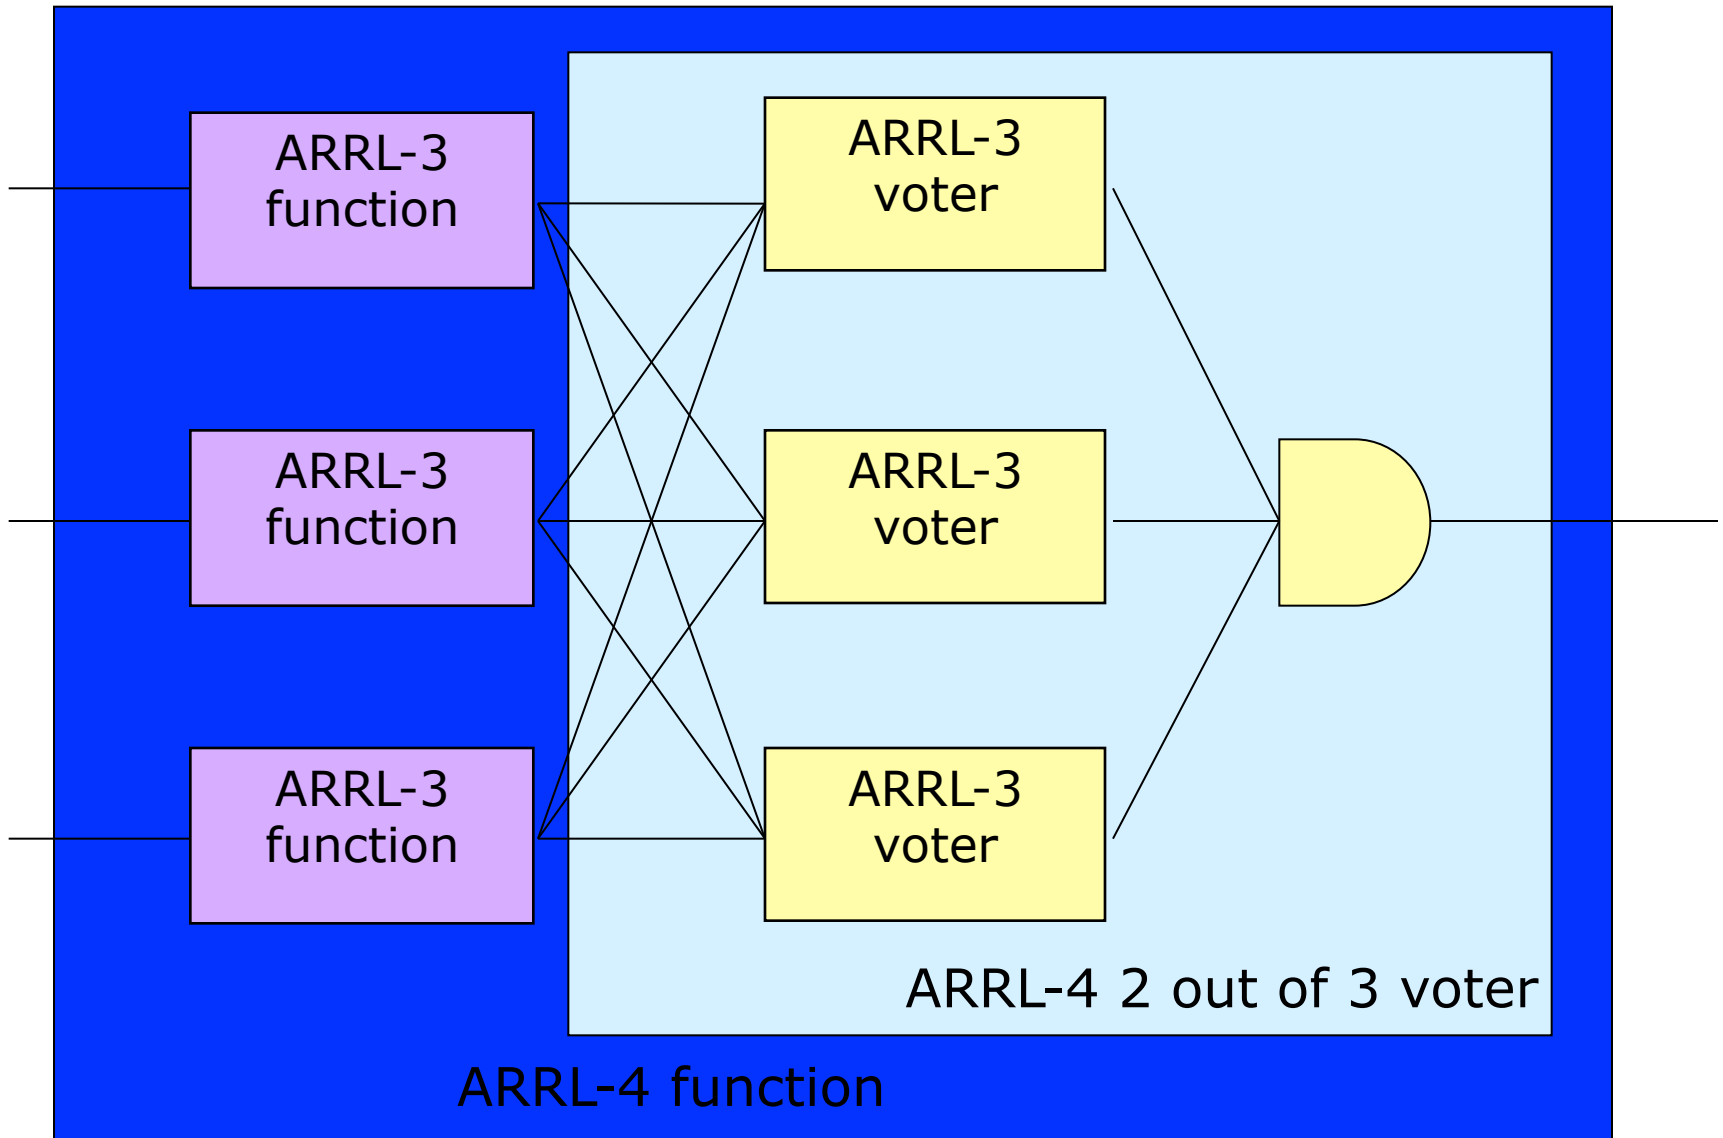 ARRL-3
function
ARRL-3
voter
ARRL-3
function
ARRL-3
voter
ARRL-3
function
ARRL-3
voter
ARRL-4 2 out of 3 voter
ARRL-4 function